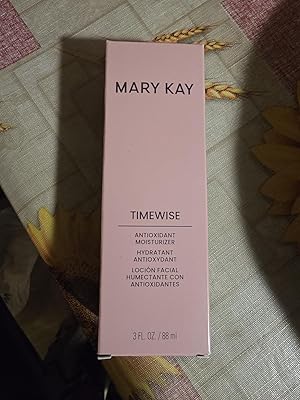 MARY KAY
TIMEWISE
ANTIOXIDANT
MOISTURIZER
HYDRATANT
ANTIOXYDANT
LOCIÓN FACIAL
HUMECTANTE CON
ANTIOXIDANTES
3 FL. OZ. / 88 ml